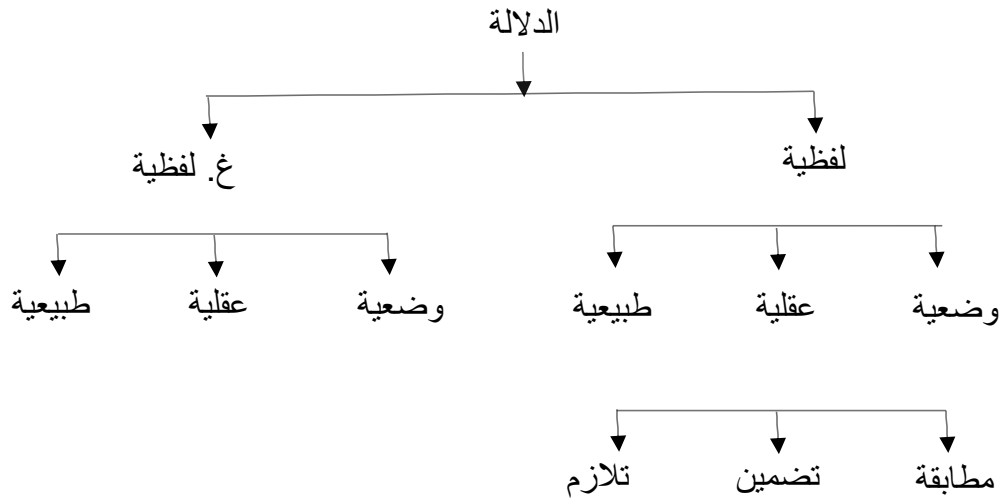 الدلالة
لفظية
غ. لفظية
وضعية
عقلية
طبيعية
وضعية
عقلية
طبيعية
مطابقة
تضمين
تلازم